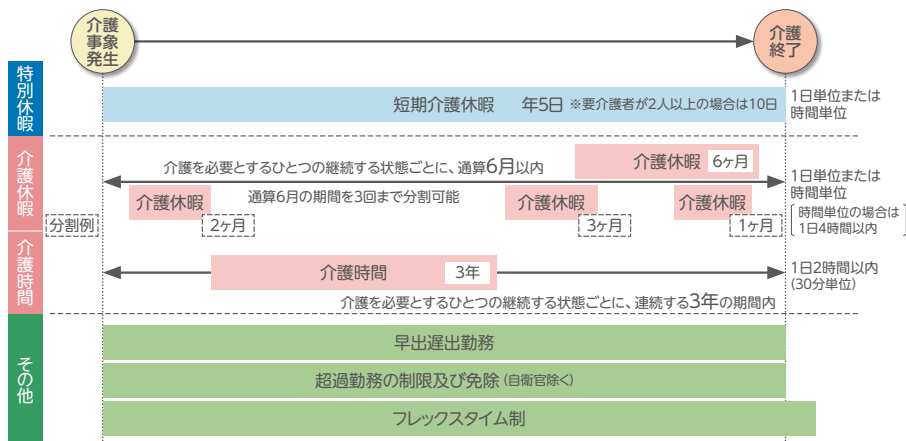 介護
事象
発生
介護
終了
特別休暇
短期介護休暇 年5日 ※要介護者が2人以上の場合は10日
1日単位または
時間単位
介護休暇
介護を必要とするひとつの継続する状態ごとに、通算6月以内
介護休暇 6ヶ月
通算6月の期間を3回まで分割可能
1日単位または
時間単位
時間単位の場合は
1日4時間以内
分割例
介護休暇
2ヶ月
介護休暇
3ヶ月
介護休暇
1ヶ月
介護時間
介護時間 3年
1日2時間以内
(30分単位)
介護を必要とするひとつの継続する状態ごとに、連続する3年の期間内
その他
早出遅出勤務
超過勤務の制限及び免除(自衛官除く)
フレックスタイム制